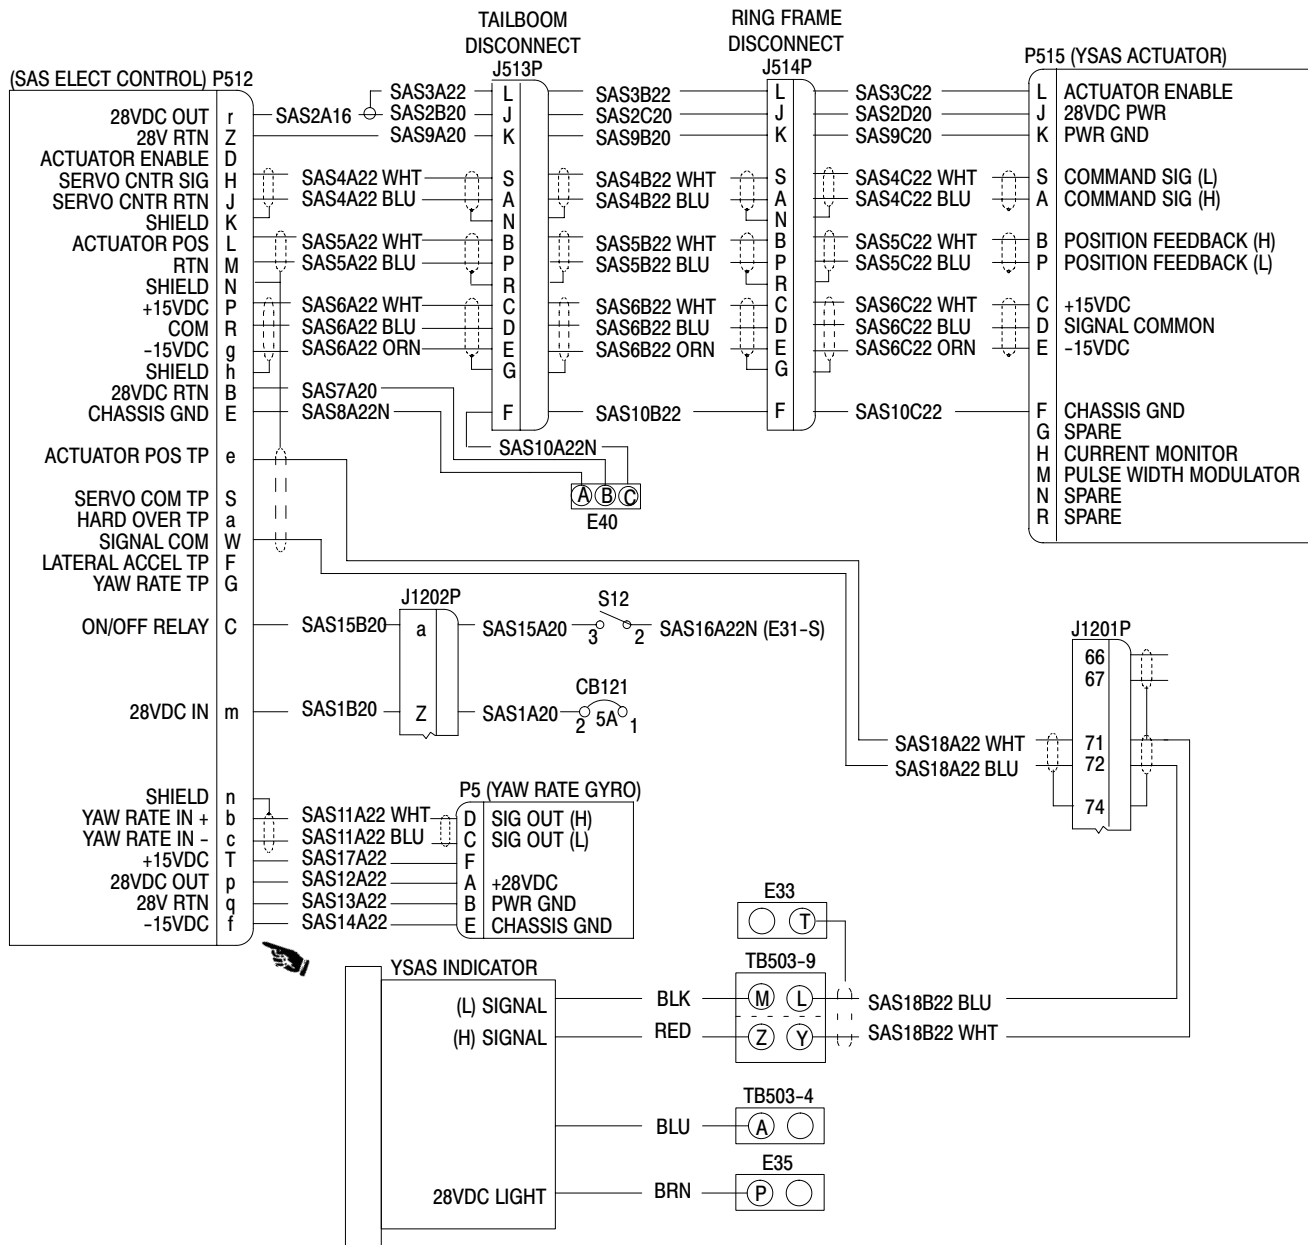 TAILBOOM DISCONNECT J513P
RING FRAME DISCONNECT J514P
(SAS ELECT CONTROL) P512
P515 (YSAS ACTUATOR)
SAS3A22 L SAS3B22 L SAS3C22 L ACTUATOR ENABLE
28VDC OUT r SAS2A16 SAS2B20 J SAS2C20 J SAS2D20 J 28VDC PWR
28V RTN Z SAS9A20 K SAS9B20 K SAS9C20 K PWR GND
ACTUATOR ENABLE D
SERVO CNTR SIG H SAS4A22 WHT S SAS4B22 WHT S SAS4C22 WHT S COMMAND SIG (L)
SERVO CNTR RTN J SAS4A22 BLU A SAS4B22 BLU A SAS4C22 BLU A COMMAND SIG (H)
SHIELD K N N
ACTUATOR POS L SAS5A22 WHT B SAS5B22 WHT B SAS5C22 WHT B POSITION FEEDBACK (H)
RTN M SAS5A22 BLU P SAS5B22 BLU P SAS5C22 BLU P POSITION FEEDBACK (L)
SHIELD N R R
+15VDC P SAS6A22 WHT C SAS6B22 WHT C SAS6C22 WHT C +15VDC
COM R SAS6A22 BLU D SAS6B22 BLU D SAS6C22 BLU D SIGNAL COMMON
-15VDC g SAS6A22 ORN E SAS6B22 ORN E SAS6C22 ORN E -15VDC
SHIELD h G G
28VDC RTN B SAS7A20
CHASSIS GND E SAS8A22N F SAS10B22 F SAS10C22 F CHASSIS GND
G SPARE
SAS10A22N
H CURRENT MONITOR
ACTUATOR POS TP e
M PULSE WIDTH MODULATOR
A B C
N SPARE
E40
R SPARE
SERVO COM TP S
HARD OVER TP a
SIGNAL COM W
LATERAL ACCEL TP F
YAW RATE TP G
J1202P
S12
ON/OFF RELAY C SAS15B20 a SAS15A20 3 2 SAS16A22N (E31-S)
J1201P
66
67
CB121
28VDC IN m SAS1B20 Z SAS1A20 2 5A 1
SAS18A22 WHT 71
SAS18A22 BLU 72
74
P5 (YAW RATE GYRO)
SHIELD n
YAW RATE IN + b SAS11A22 WHT D SIG OUT (H)
YAW RATE IN - c SAS11A22 BLU C SIG OUT (L)
+15VDC T SAS17A22 F
28VDC OUT p SAS12A22 A +28VDC
28V RTN q SAS13A22 B PWR GND
-15VDC f SAS14A22 E CHASSIS GND
E33
T
YSAS INDICATOR
TB503-9
(L) SIGNAL BLK M L SAS18B22 BLU
(H) SIGNAL RED Z Y SAS18B22 WHT
TB503-4
BLU A
E35
28VDC LIGHT BRN P